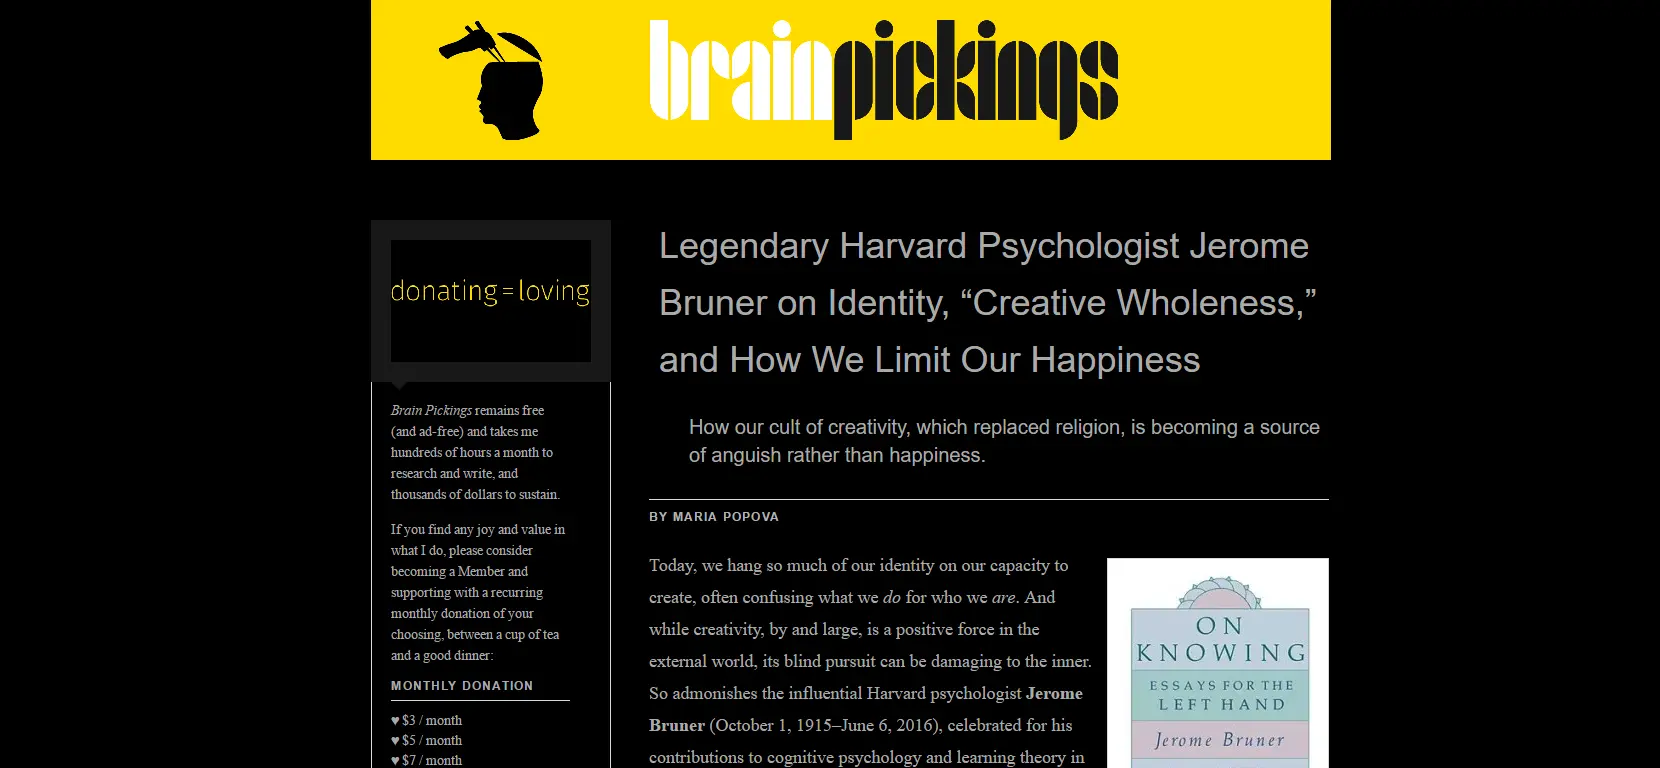 brainpickings
donating=loving
Brain Pickings remains free
(and ad-free) and takes me
hundreds of hours a month to
research and write, and
thousands of dollars to sustain.
If you find any joy and value in
what I do, please consider
becoming a Member and
supporting with a recurring
monthly donation of your
choosing, between a cup of tea
and a good dinner:
MONTHLY DONATION
♥ $3 / month
♥ $5 / month
♥ $7 / month
Legendary Harvard Psychologist Jerome
Bruner on Identity, “Creative Wholeness,”
and How We Limit Our Happiness
How our cult of creativity, which replaced religion, is becoming a source
of anguish rather than happiness.
BY MARIA POPOVA
Today, we hang so much of our identity on our capacity to
create, often confusing what we do for who we are. And
while creativity, by and large, is a positive force in the
external world, its blind pursuit can be damaging to the inner.
So admonishes the influential Harvard psychologist Jerome
Bruner (October 1, 1915–June 6, 2016), celebrated for his
contributions to cognitive psychology and learning theory in
ON
KNOWING
ESSAYS FOR THE
LEFT HAND
Jerome Bruner